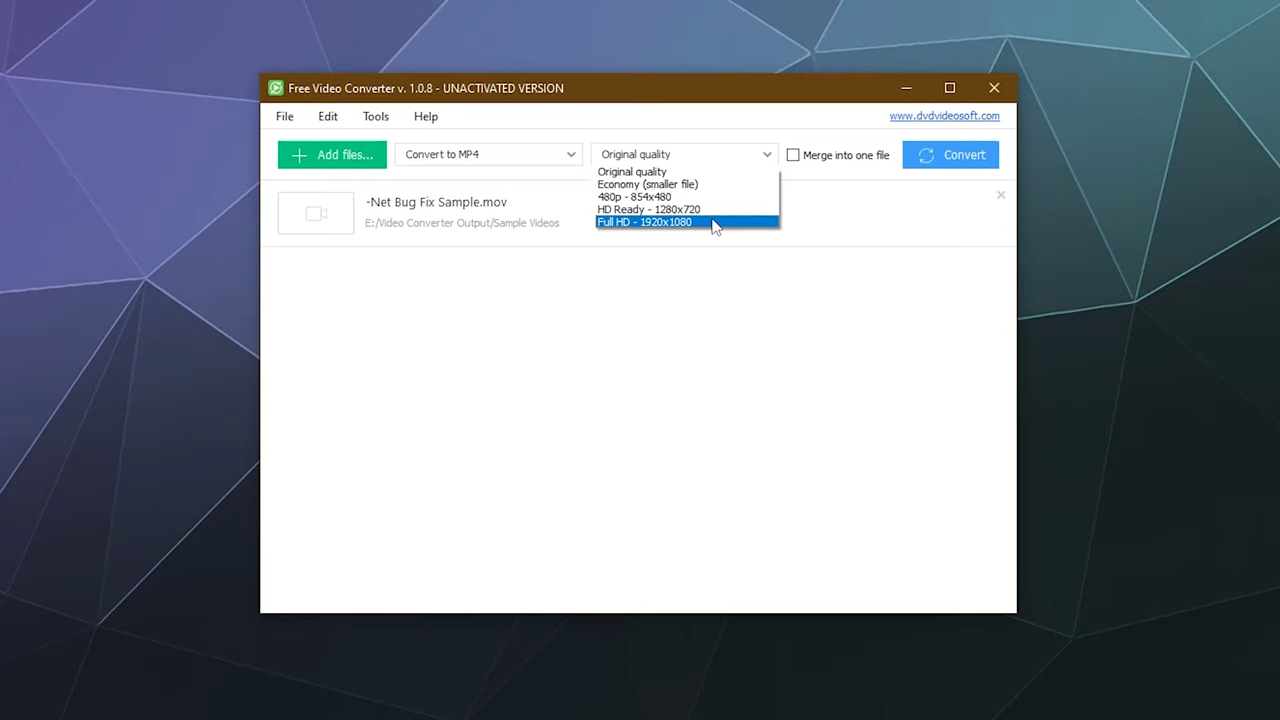 Free Video Converter v. 1.0.8 - UNACTIVATED VERSION
File Edit Tools Help www.dvdvideosoft.com
Add files... Convert to MP4 Original quality Merge into one file Convert
Original quality
Economy (smaller file)
480p - 854x480
HD Ready - 1280x720
Full HD - 1920x1080
-Net Bug Fix Sample.mov
E:/Video Converter Output/Sample Videos